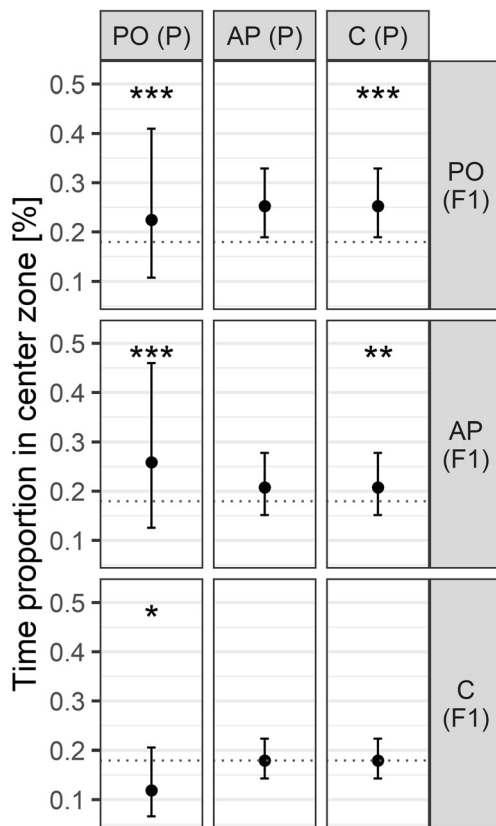 PO (P) AP (P) C (P)
Time proportion in center zone [%]
0.5
0.4
0.3
0.2
0.1
*** ***
PO
(F1)
0.5
0.4
0.3
0.2
0.1
*** **
AP
(F1)
0.5
0.4
0.3
0.2
0.1
*
C
(F1)